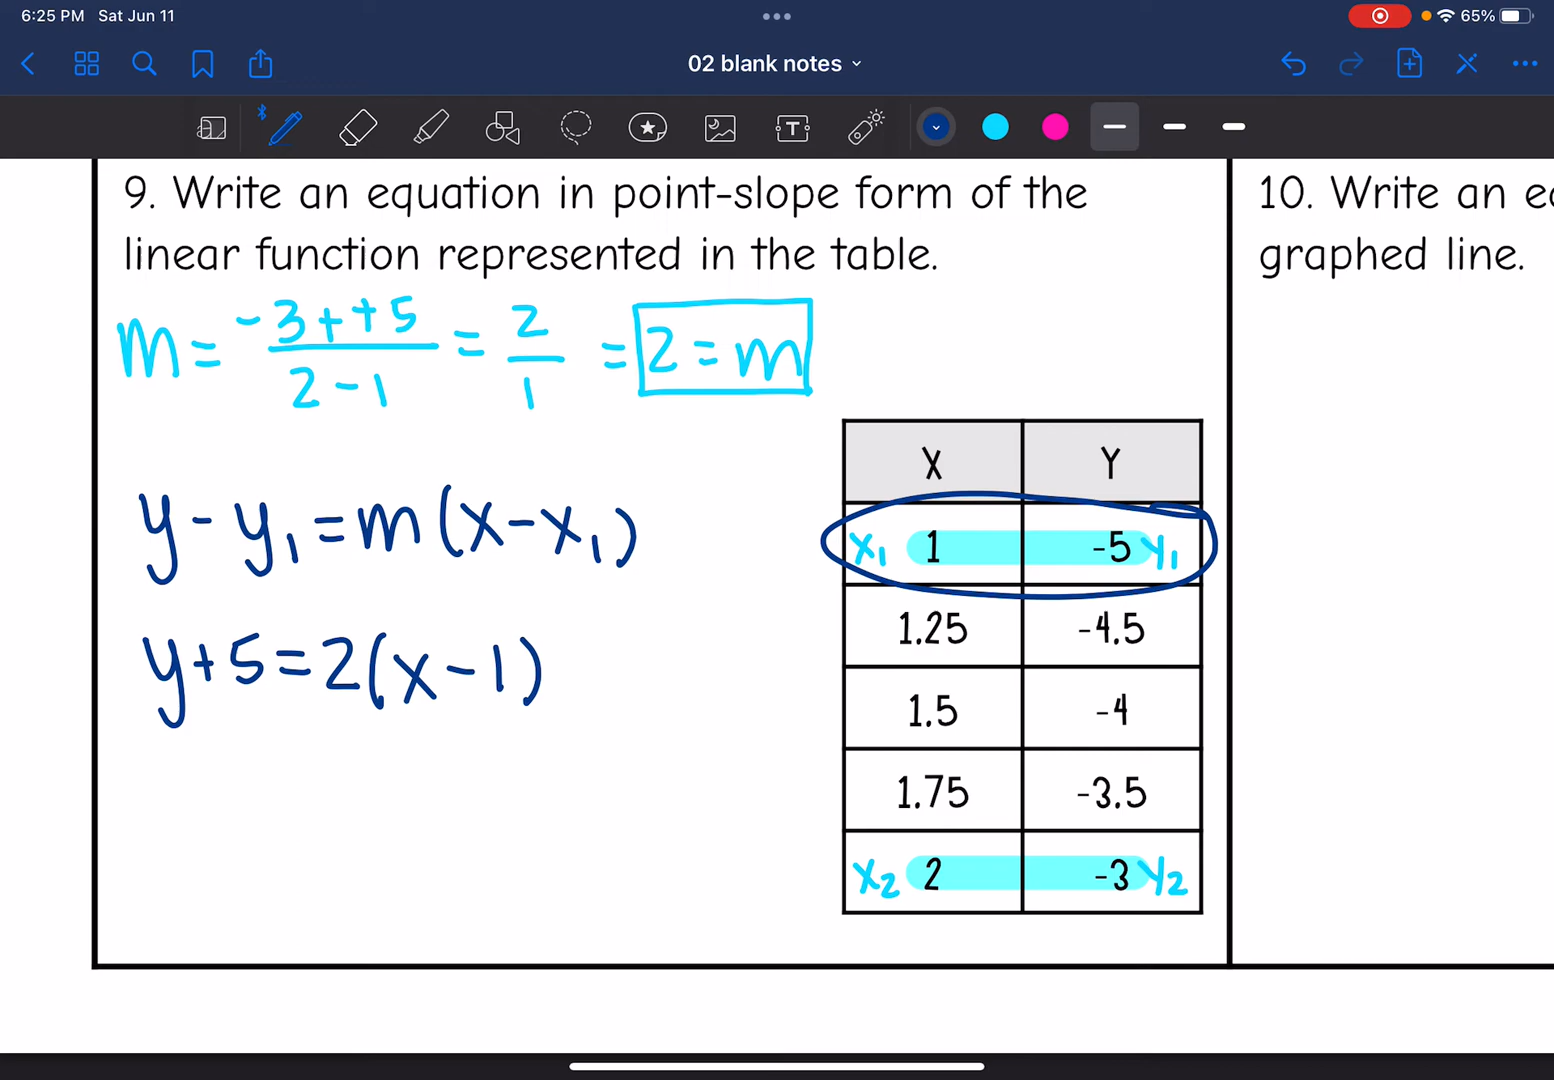 6:25 PM Sat Jun 11
65%
02 blank notes
T
9. Write an equation in point-slope form of the
linear function represented in the table.
m = -3 + +5 / 2 - 1 = 2 / 1 = 2 = m
y - y₁ = m(x - x₁)
y + 5 = 2(x - 1)
X Y
x₁ 1 -5 y₁
1.25 -4.5
1.5 -4
1.75 -3.5
x₂ 2 -3 y₂
10. Write an e
graphed line.